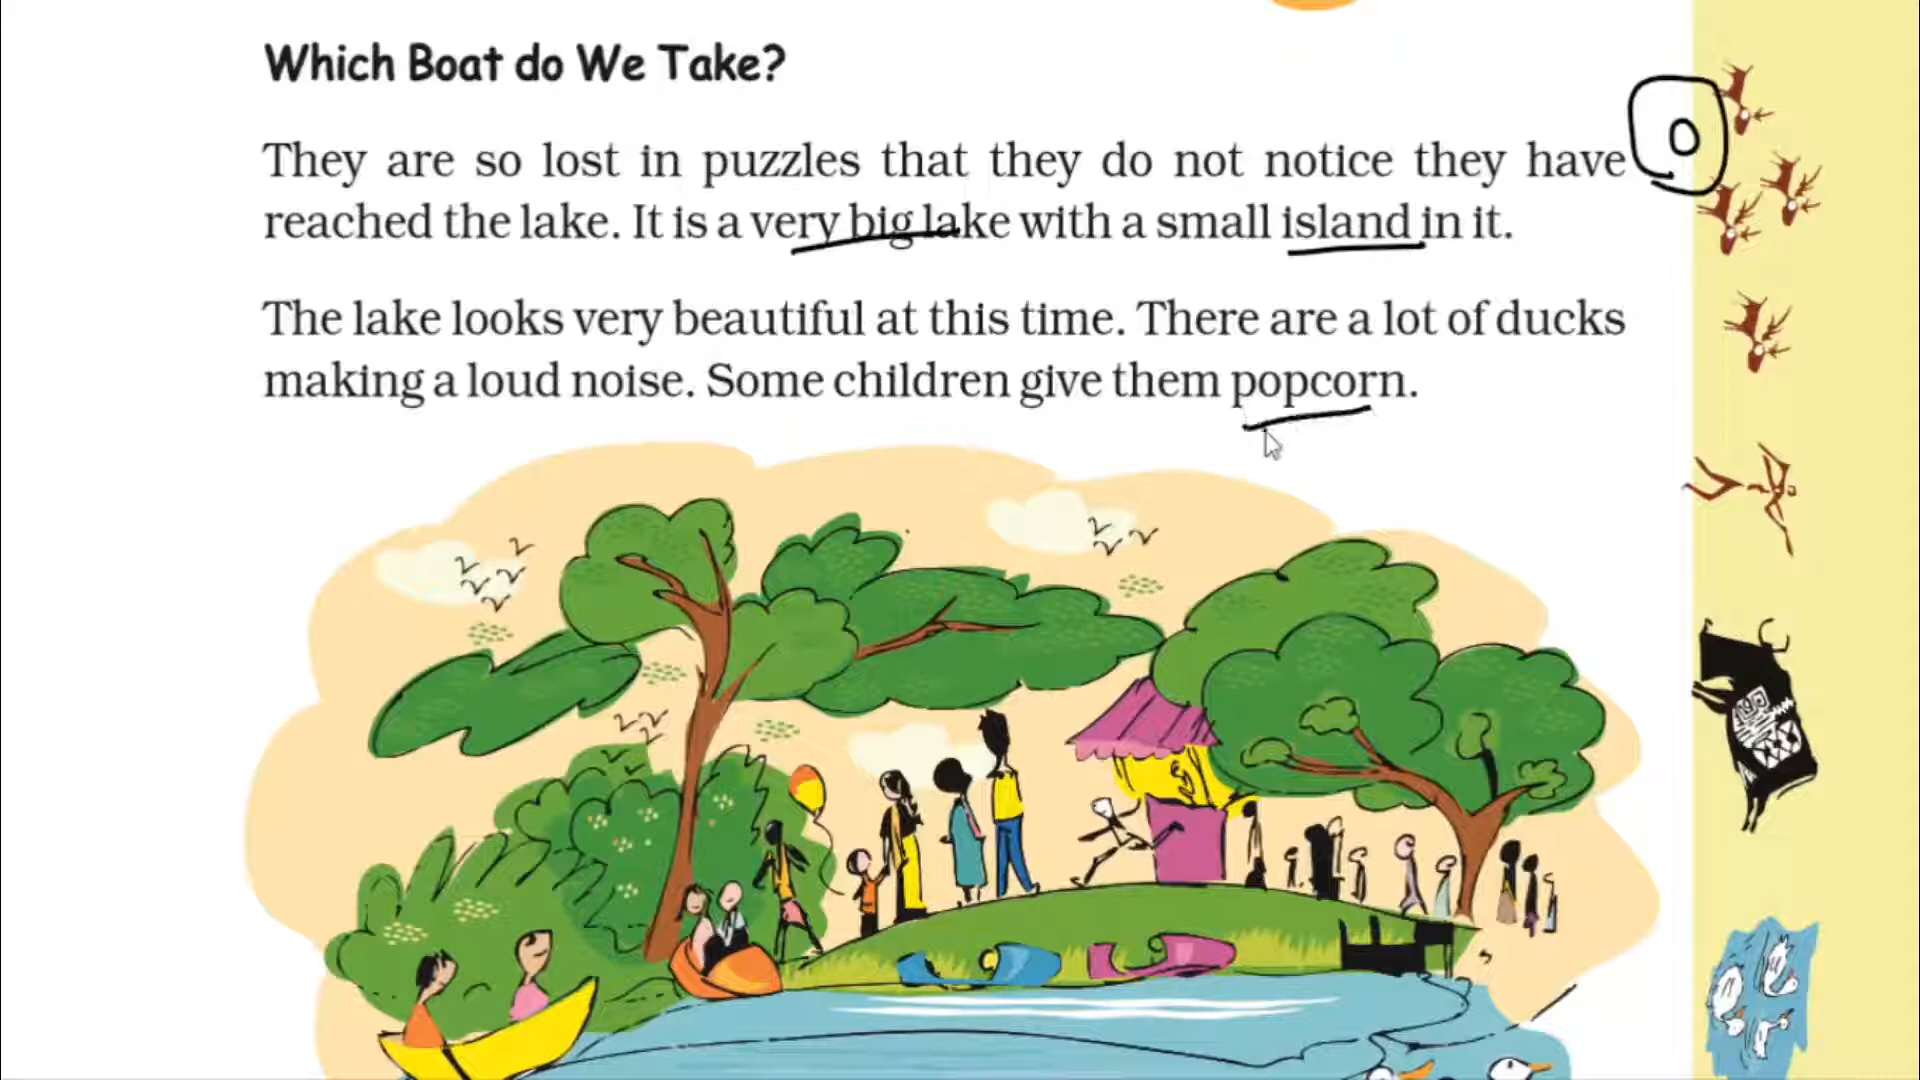 Which Boat do We Take?
They are so lost in puzzles that they do not notice they have
reached the lake. It is a very big lake with a small island in it.
The lake looks very beautiful at this time. There are a lot of ducks
making a loud noise. Some children give them popcorn.